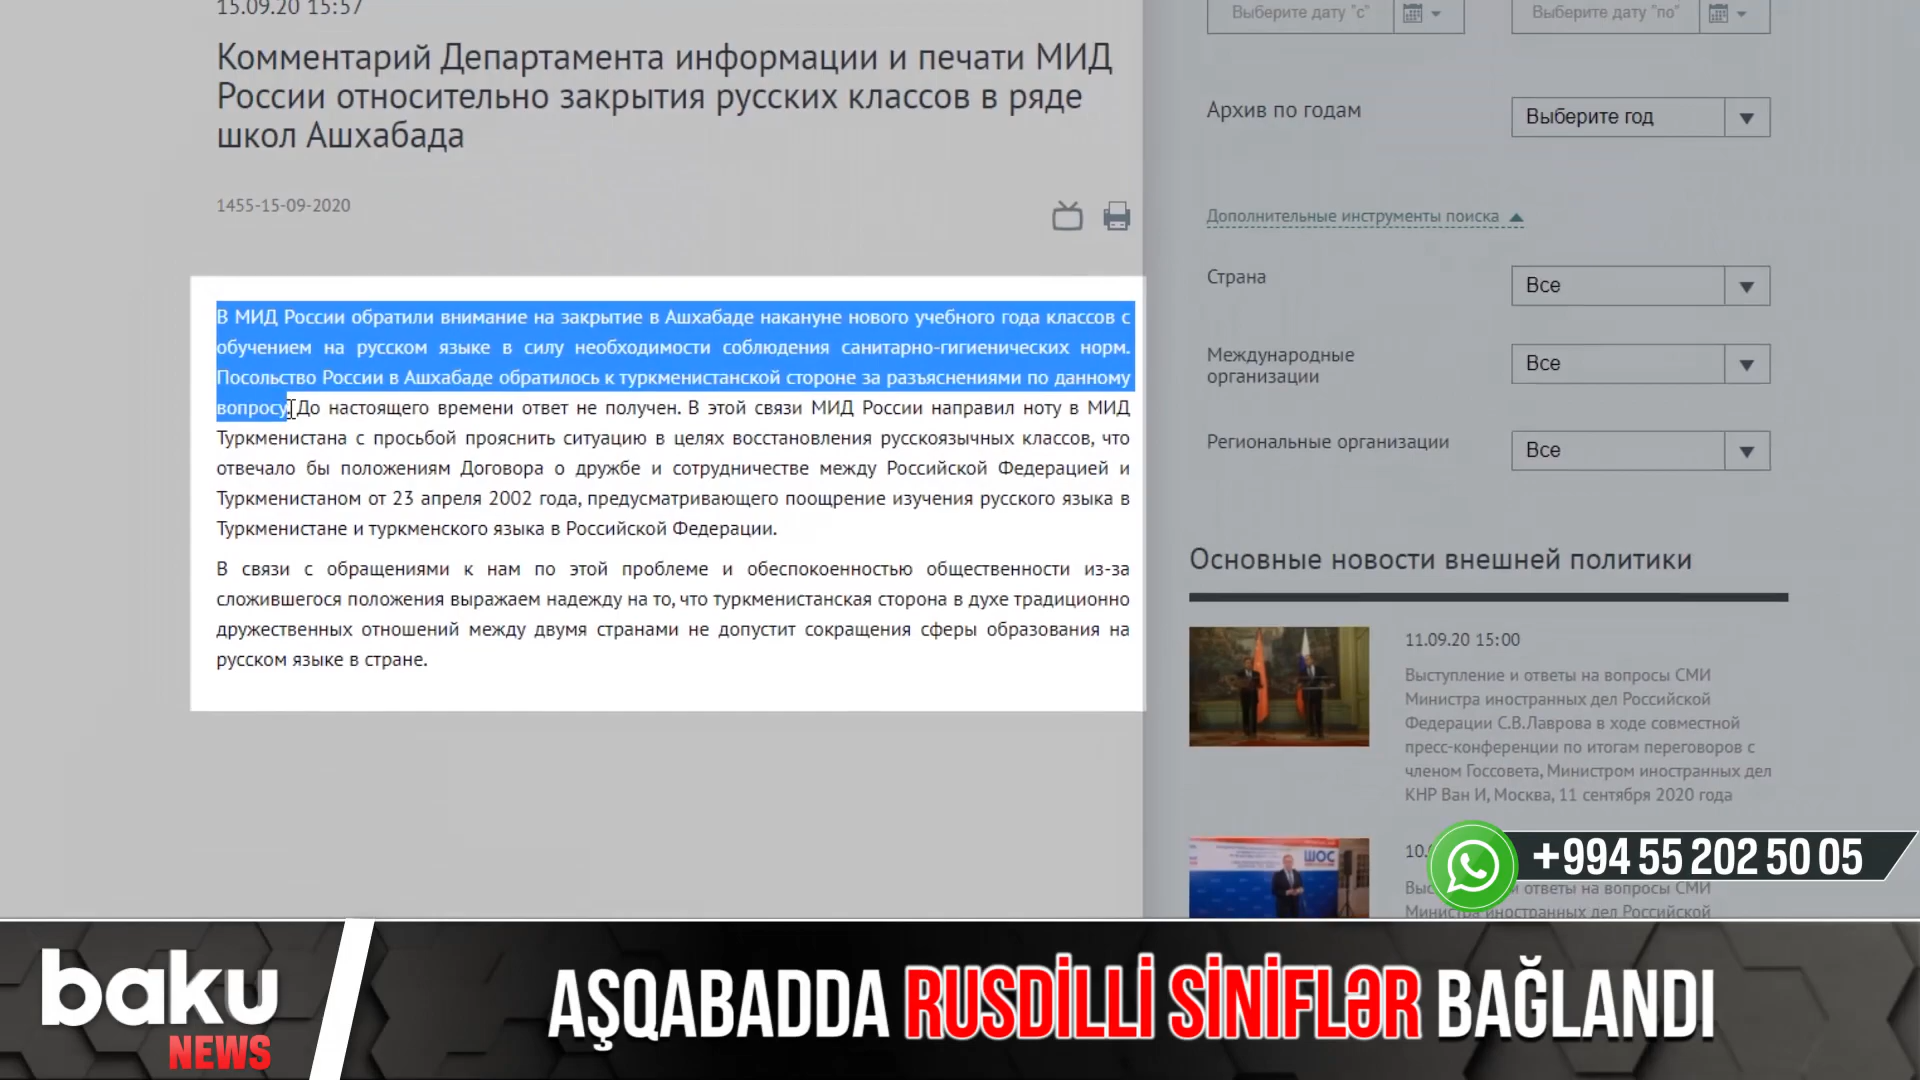 15.09.20 15:57
Комментарий Департамента информации и печати МИД
России относительно закрытия русских классов в ряде
школ Ашхабада
1455-15-09-2020
В МИД России обратили внимание на закрытие в Ашхабаде накануне нового учебного года классов с
обучением на русском языке в силу необходимости соблюдения санитарно-гигиенических норм.
Посольство России в Ашхабаде обратилось к туркменистанской стороне за разъяснениями по данному
вопросу. До настоящего времени ответ не получен. В этой связи МИД России направил ноту в МИД
Туркменистана с просьбой прояснить ситуацию в целях восстановления русскоязычных классов, что
отвечало бы положениям Договора о дружбе и сотрудничестве между Российской Федерацией и
Туркменистаном от 23 апреля 2002 года, предусматривающего поощрение изучения русского языка в
Туркменистане и туркменского языка в Российской Федерации.
В связи с обращениями к нам по этой проблеме и обеспокоенностью общественности из-за
сложившегося положения выражаем надежду на то, что туркменистанская сторона в духе традиционно
дружественных отношений между двумя странами не допустит сокращения сферы образования на
русском языке в стране.
Выберите дату "с"
Выберите дату "по"
Архив по годам
Выберите год
Дополнительные инструменты поиска
Страна
Все
Международные
организации
Все
Региональные организации
Все
Основные новости внешней политики
11.09.20 15:00
Выступление и ответы на вопросы СМИ
Министра иностранных дел Российской
Федерации С.В.Лаврова в ходе совместной
пресс-конференции по итогам переговоров с
членом Госсовета, Министром иностранных дел
КНР Ван И, Москва, 11 сентября 2020 года
ШОС
10.
и ответы на вопросы СМИ
Министра иностранных дел Российской
+994 55 202 50 05
baku
NEWS
AŞQABADDA RUSDİLLİ SİNİFLƏR BAĞLANDI